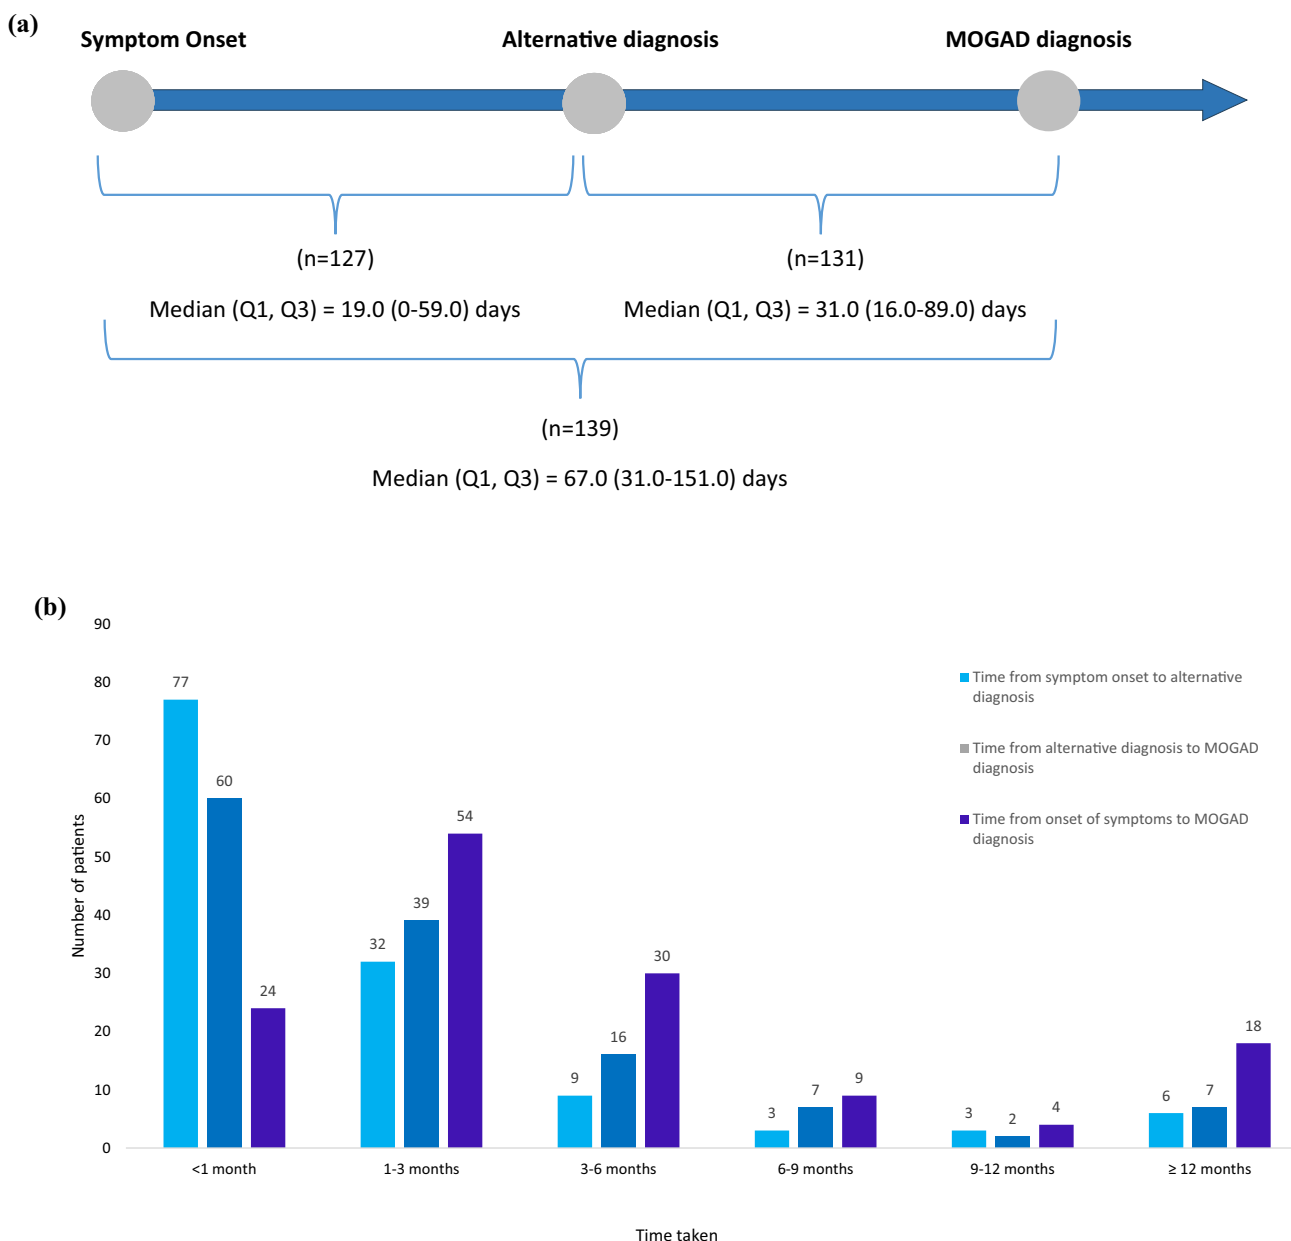 (a)
Symptom Onset
Alternative diagnosis
MOGAD diagnosis
(n=127)
(n=131)
Median (Q1, Q3) = 19.0 (0-59.0) days
Median (Q1, Q3) = 31.0 (16.0-89.0) days
(n=139)
Median (Q1, Q3) = 67.0 (31.0-151.0) days
(b)
90
80
70
60
50
40
30
20
10
0
Number of patients
77
60
24
32
39
54
9
16
30
3
7
9
3
2
4
6
7
18
Time from symptom onset to alternative
diagnosis
Time from alternative diagnosis to MOGAD
diagnosis
Time from onset of symptoms to MOGAD
diagnosis
<1 month
1-3 months
3-6 months
6-9 months
9-12 months
≥ 12 months
Time taken